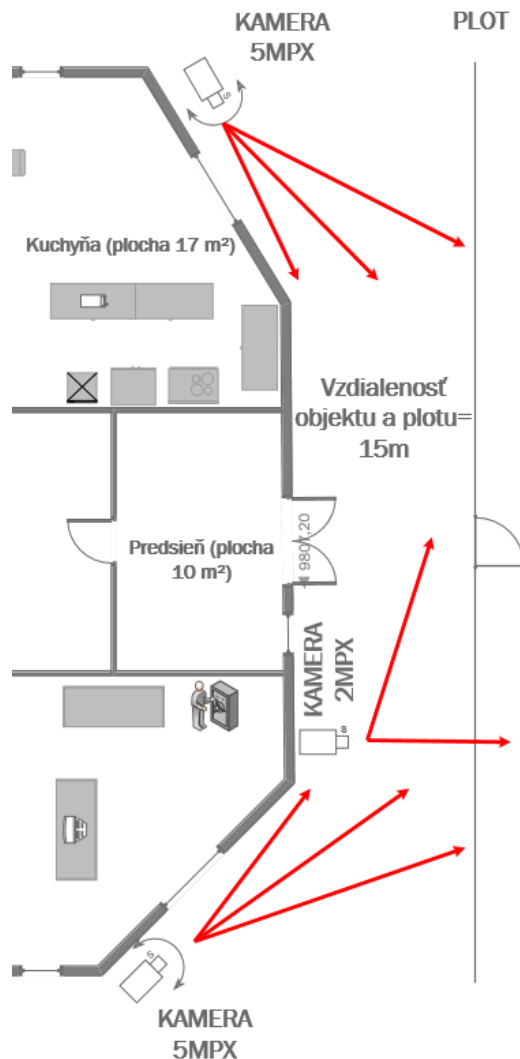 KAMERA
5MPX
PLOT
S
Kuchyňa (plocha 17 m²)
Vzdialenosť
objektu a plotu=
15m
Predsieň (plocha
10 m²)
KAMERA
2MPX
S
S
KAMERA
5MPX